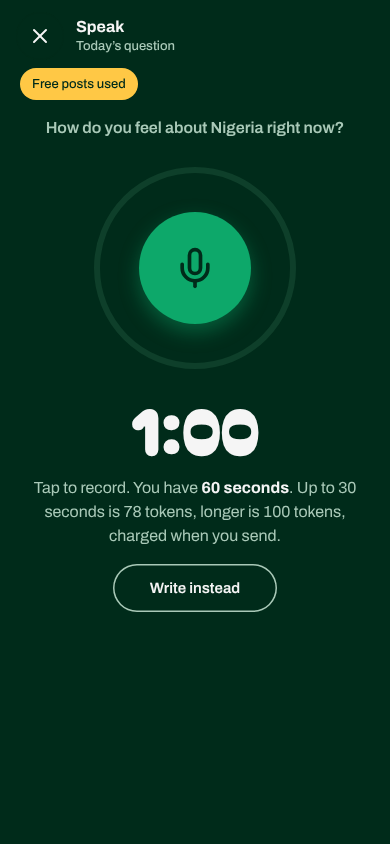 Speak
Today's question
Free posts used
How do you feel about Nigeria right now?
1:00
Tap to record. You have 60 seconds. Up to 30
seconds is 78 tokens, longer is 100 tokens,
charged when you send.
Write instead